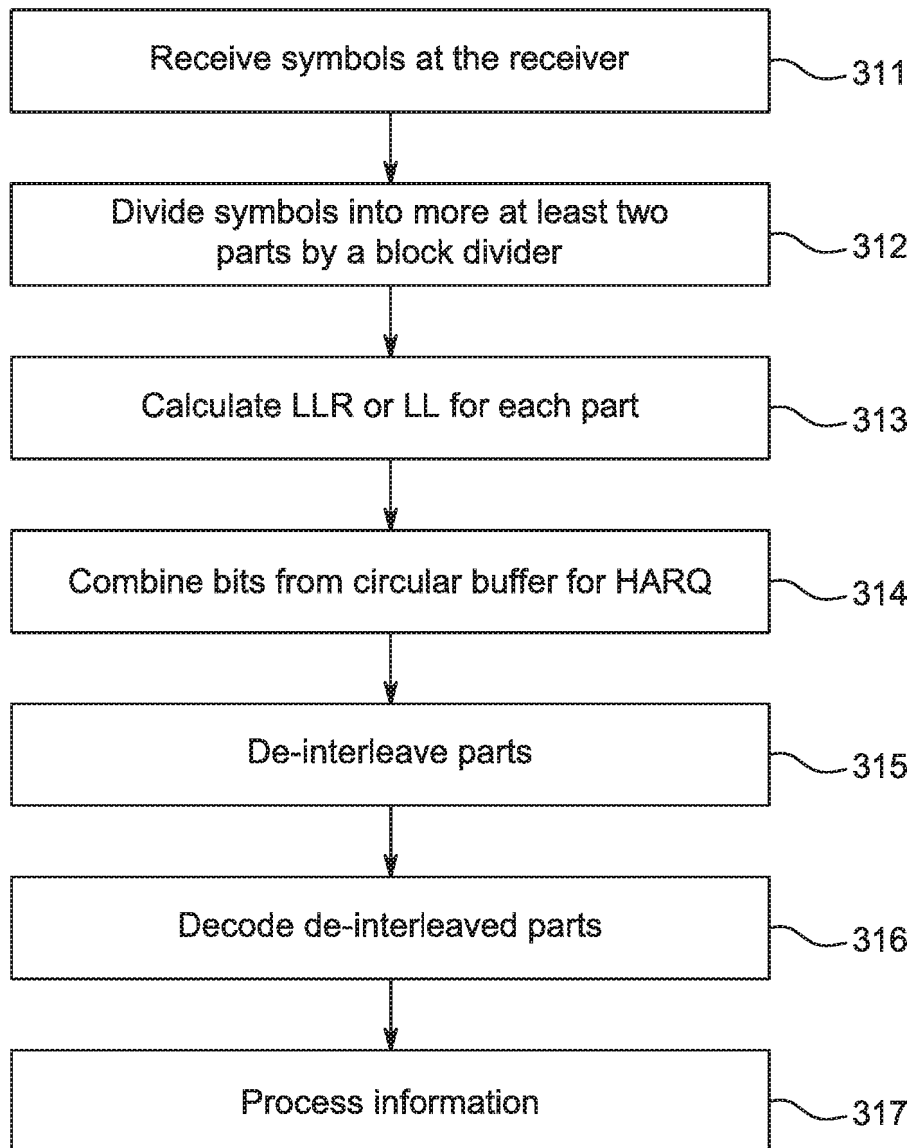 Receive symbols at the receiver
311
Divide symbols into more at least two
parts by a block divider
312
Calculate LLR or LL for each part
313
Combine bits from circular buffer for HARQ
314
De-interleave parts
315
Decode de-interleaved parts
316
Process information
317